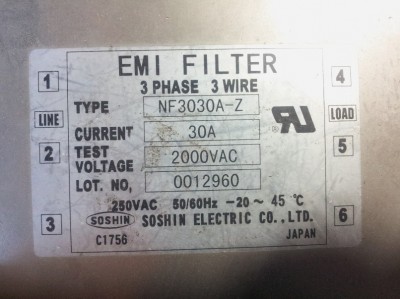 EMI FILTER
3 PHASE 3 WIRE
1
4
TYPE NF3030A-Z
LINE
LOAD
CURRENT 30A
2
5
TEST
VOLTAGE 2000VAC
LOT. NO, 0012960
250VAC 50/60Hz -20 ~ 45 ℃
3
6
SOSHIN SOSHIN ELECTRIC CO., LTD.
C1756 JAPAN